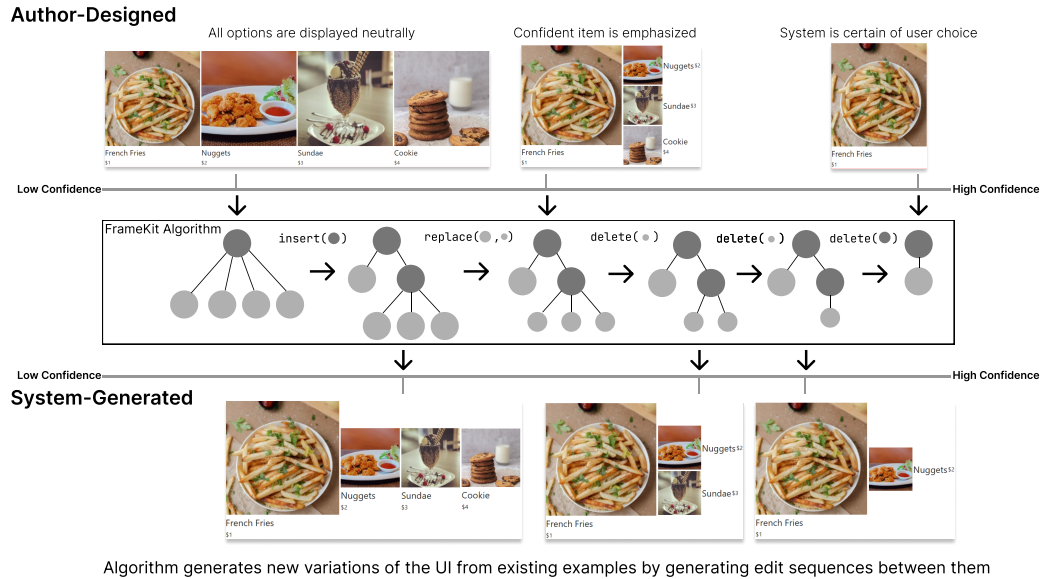 Author-Designed
All options are displayed neutrally
Confident item is emphasized
System is certain of user choice
French Fries
$1
Nuggets
$2
Sundae
$3
Cookie
$4
French Fries
$1
Nuggets $2
Sundae $3
Cookie
$4
French Fries
$1
Low Confidence
High Confidence
FrameKit Algorithm
insert( )
replace( , )
delete( )
delete( )
delete( )
Low Confidence
High Confidence
System-Generated
French Fries
$1
Nuggets
$2
Sundae
$3
Cookie
$4
French Fries
$1
Nuggets $2
Sundae $3
French Fries
$1
Nuggets $2
Algorithm generates new variations of the UI from existing examples by generating edit sequences between them